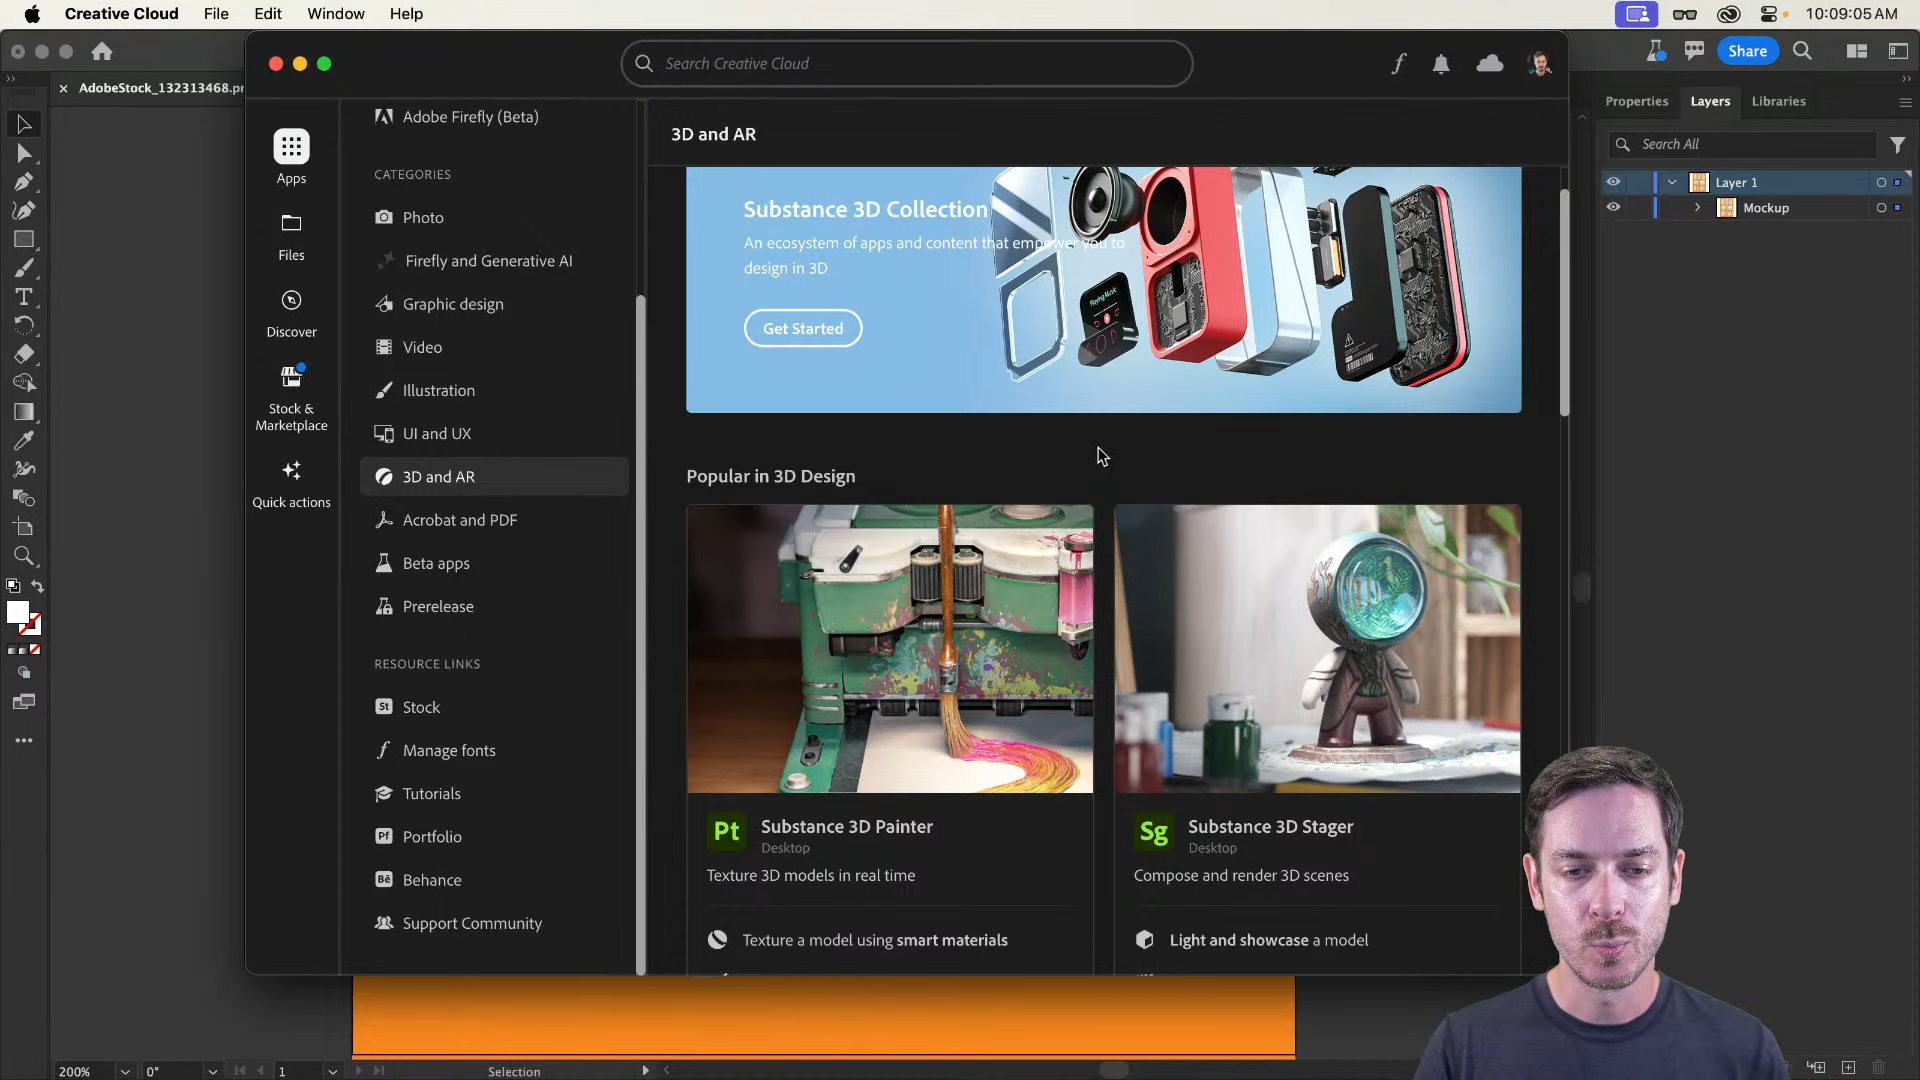 Creative Cloud File Edit Window Help
10:09:05 AM
Share
AdobeStock_132313468.pr
Search Creative Cloud
Properties Layers Libraries
Search All
Layer 1
Mockup
Apps
Files
Discover
Stock &
Marketplace
Quick actions
Adobe Firefly (Beta)
CATEGORIES
Photo
Firefly and Generative AI
Graphic design
Video
Illustration
UI and UX
3D and AR
Acrobat and PDF
Beta apps
Prerelease
RESOURCE LINKS
St Stock
Manage fonts
Tutorials
Pf Portfolio
Bē Behance
Support Community
3D and AR
Substance 3D Collection
An ecosystem of apps and content that empower you to
design in 3D
Get Started
Playing Music
Popular in 3D Design
Pt Substance 3D Painter
Desktop
Texture 3D models in real time
Texture a model using smart materials
Sg Substance 3D Stager
Desktop
Compose and render 3D scenes
Light and showcase a model
200% 0° 1 Selection